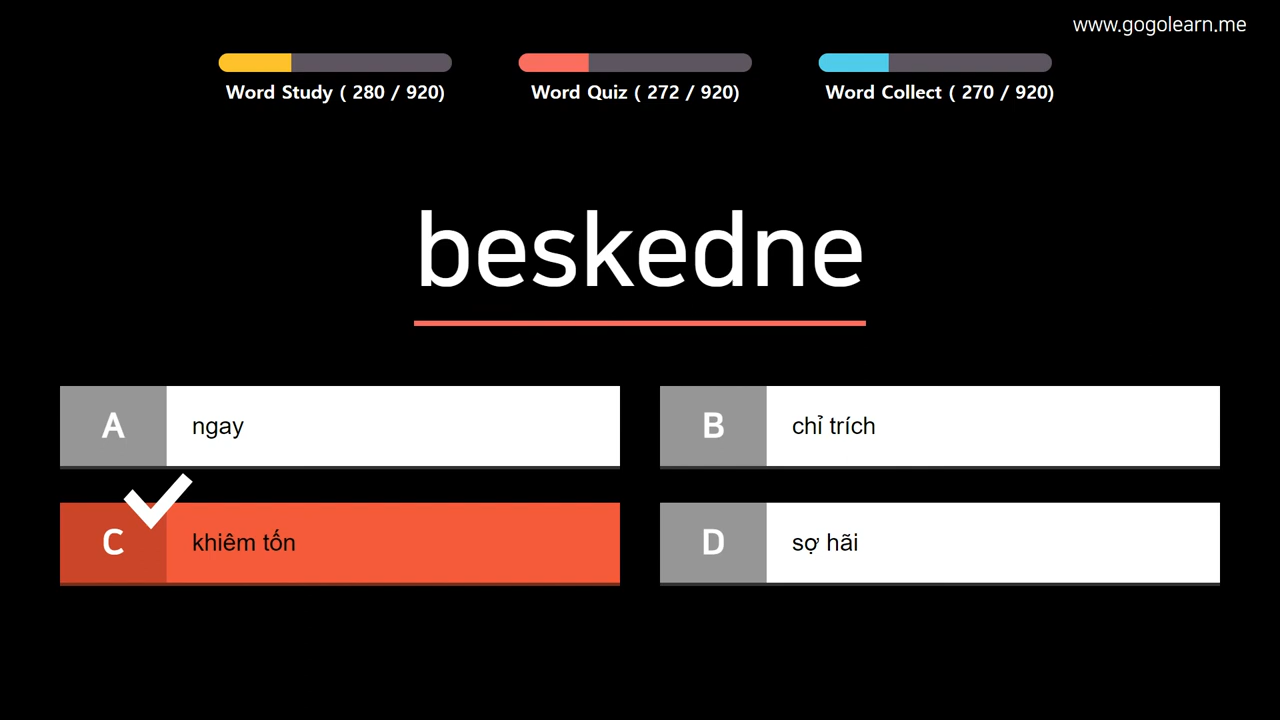 www.gogolearn.me
Word Study ( 280 / 920)
Word Quiz ( 272 / 920)
Word Collect ( 270 / 920)
beskedne
A
ngay
B
chỉ trích
C
khiêm tốn
D
sợ hãi